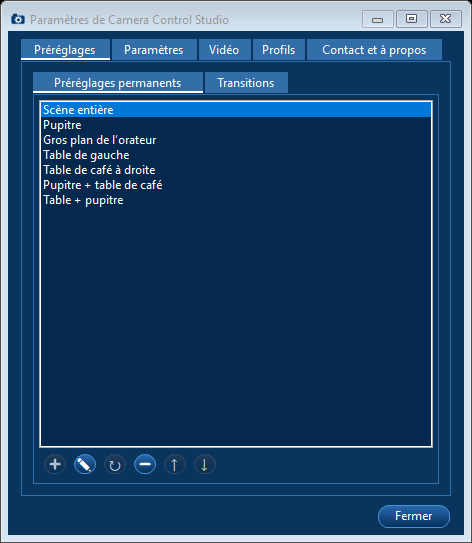 Paramètres de Camera Control Studio
Préréglages Paramètres Vidéo Profils Contact et à propos
Préréglages permanents Transitions
Scène entière
Pupitre
Gros plan de l'orateur
Table de gauche
Table de café à droite
Pupitre + table de café
Table + pupitre
Fermer